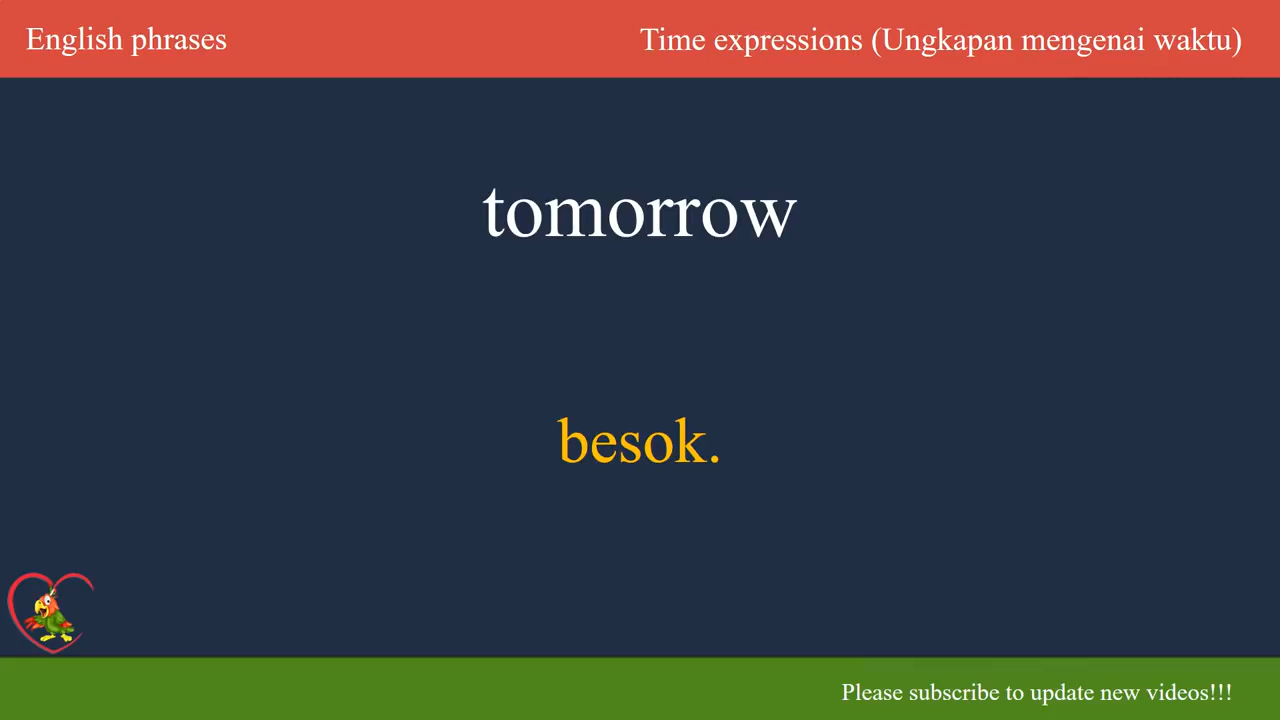 English phrases
Time expressions (Ungkapan mengenai waktu)
tomorrow
besok.
Please subscribe to update new videos!!!